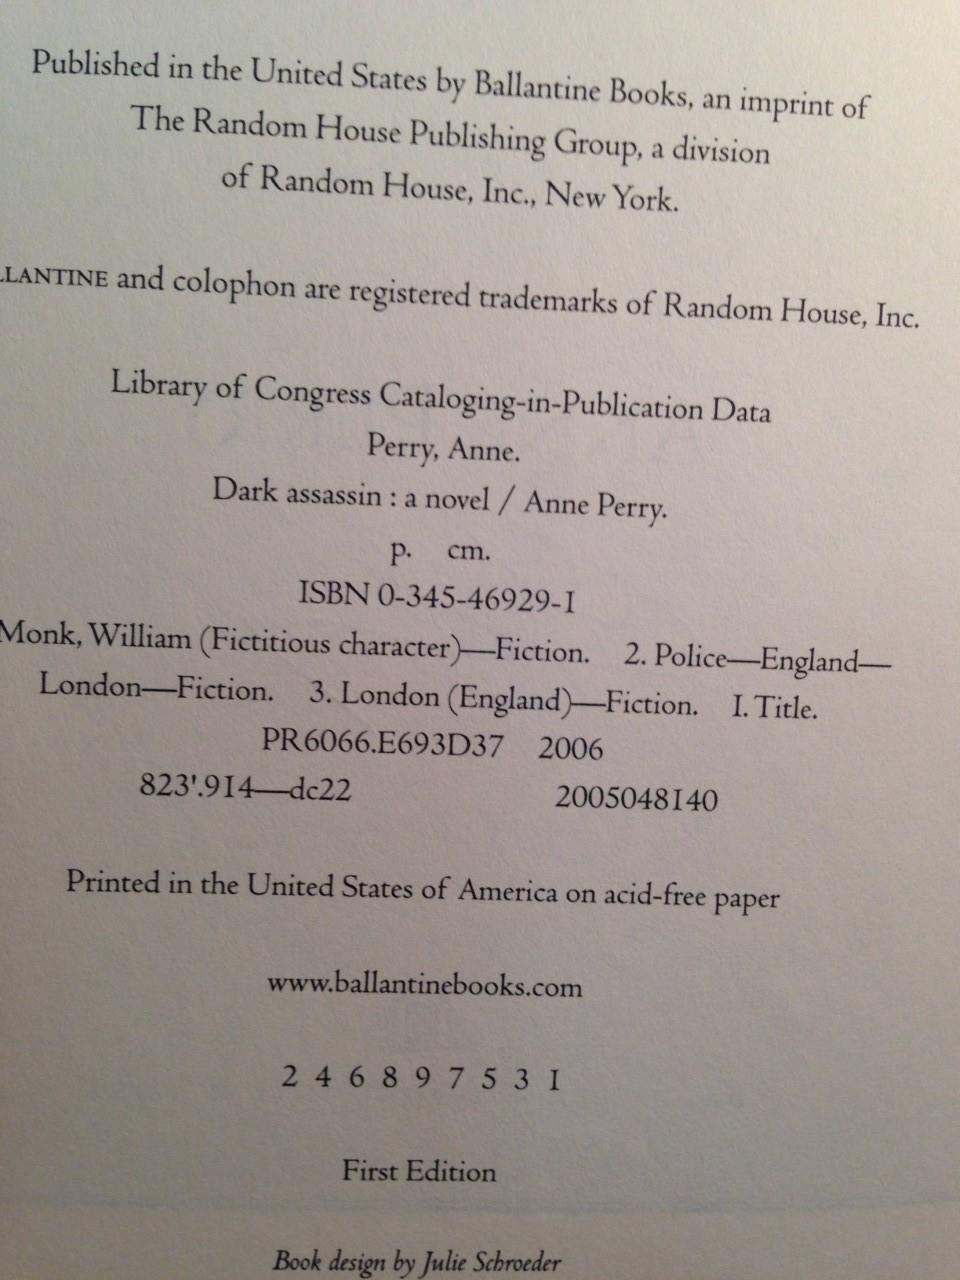 Published in the United States by Ballantine Books, an imprint of
The Random House Publishing Group, a division
of Random House, Inc., New York.
LLANTINE and colophon are registered trademarks of Random House, Inc.
Library of Congress Cataloging-in-Publication Data
Perry, Anne.
Dark assassin : a novel / Anne Perry.
p. cm.
ISBN 0-345-46929-1
Monk, William (Fictitious character)—Fiction. 2. Police—England—
London—Fiction. 3. London (England)—Fiction. I. Title.
PR6066.E693D37 2006
823'.914—dc22 2005048140
Printed in the United States of America on acid-free paper
www.ballantinebooks.com
2 4 6 8 9 7 5 3 1
First Edition
Book design by Julie Schroeder